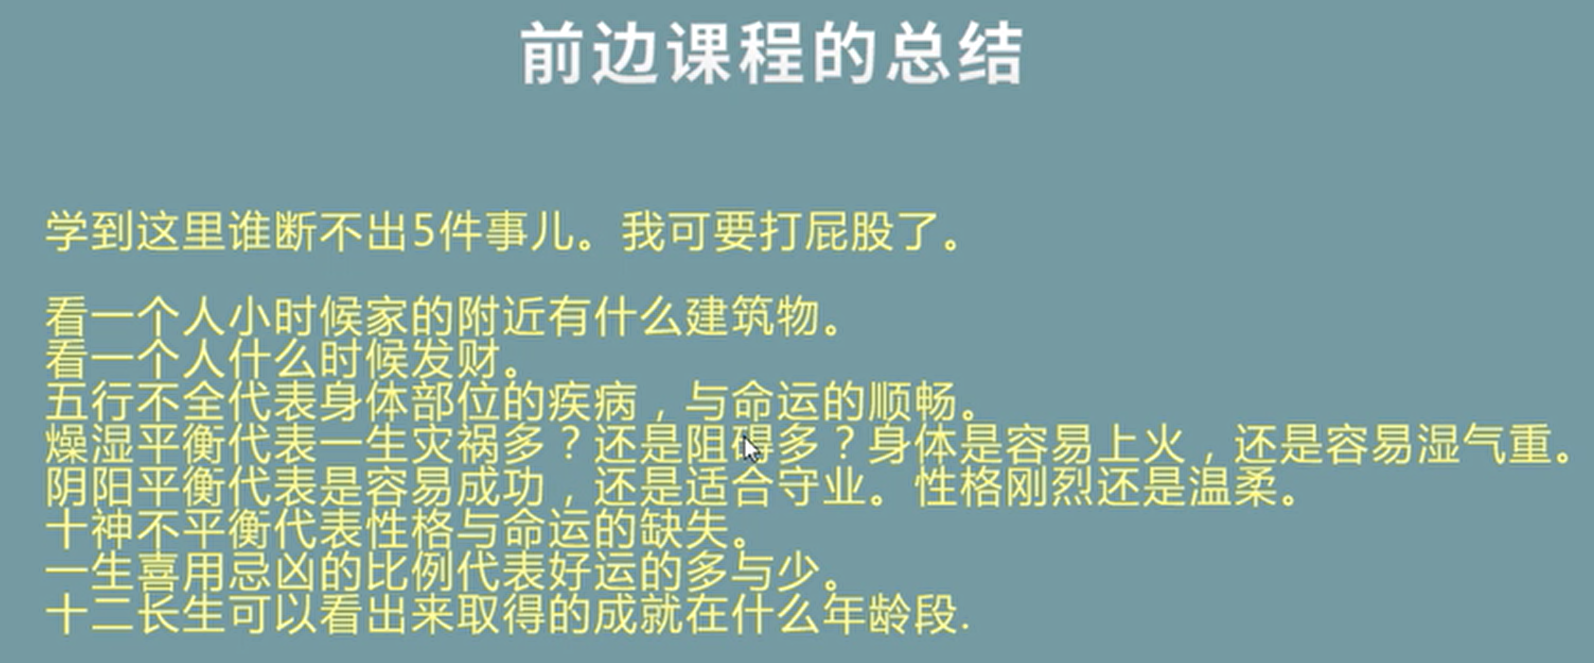 前边课程的总结
学到这里谁断不出5件事儿。我可要打屁股了。
看一个人小时候家的附近有什么建筑物。
看一个人什么时候发财。
五行不全代表身体部位的疾病，与命运的顺畅。
燥湿平衡代表一生灾祸多？还是阻碍多？身体是容易上火，还是容易湿气重。
阴阳平衡代表是容易成功，还是适合守业。性格刚烈还是温柔。
十神不平衡代表性格与命运的缺失。
一生喜用忌凶的比例代表好运的多与少。
十二长生可以看出来取得的成就在什么年龄段.